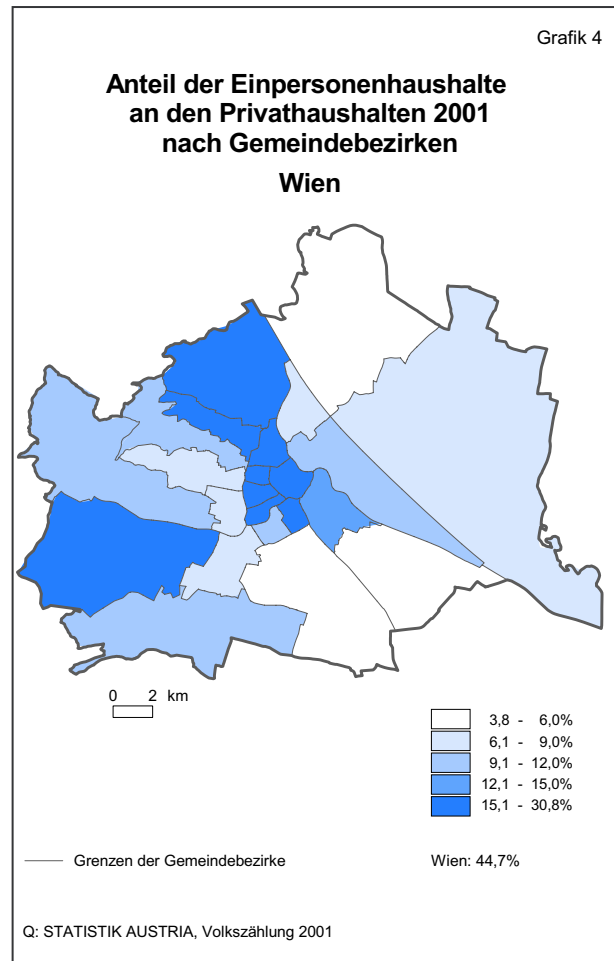 Grafik 4
Anteil der Einpersonenhaushalte
an den Privathaushalten 2001
nach Gemeindebezirken
Wien
0 2 km
3,8 - 6,0%
6,1 - 9,0%
9,1 - 12,0%
12,1 - 15,0%
15,1 - 30,8%
Grenzen der Gemeindebezirke
Wien: 44,7%
Q: STATISTIK AUSTRIA, Volkszählung 2001